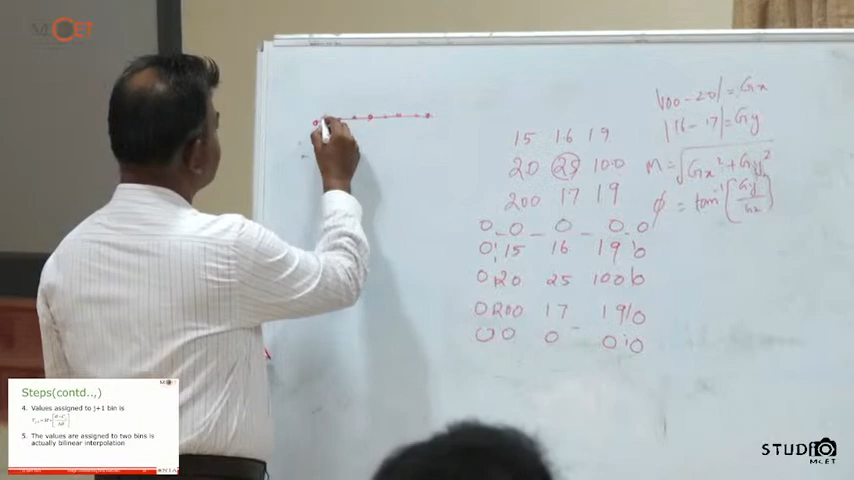 MCET
|100-20| = Gx
|16-17| = Gy
M = √Gx² + Gy²
ϕ = tan⁻¹[Gy/Gx]
15 16 19
20 25 100
200 17 19
0 0 0 0 0
0 15 16 19 0
0 20 25 100 0
0 200 17 19 0
0 0 0 0 0
Steps(contd..,)
4. Values assigned to j+1 bin is
5. The values are assigned to two bins is
actually bilinear interpolation
STUDIO
MCET